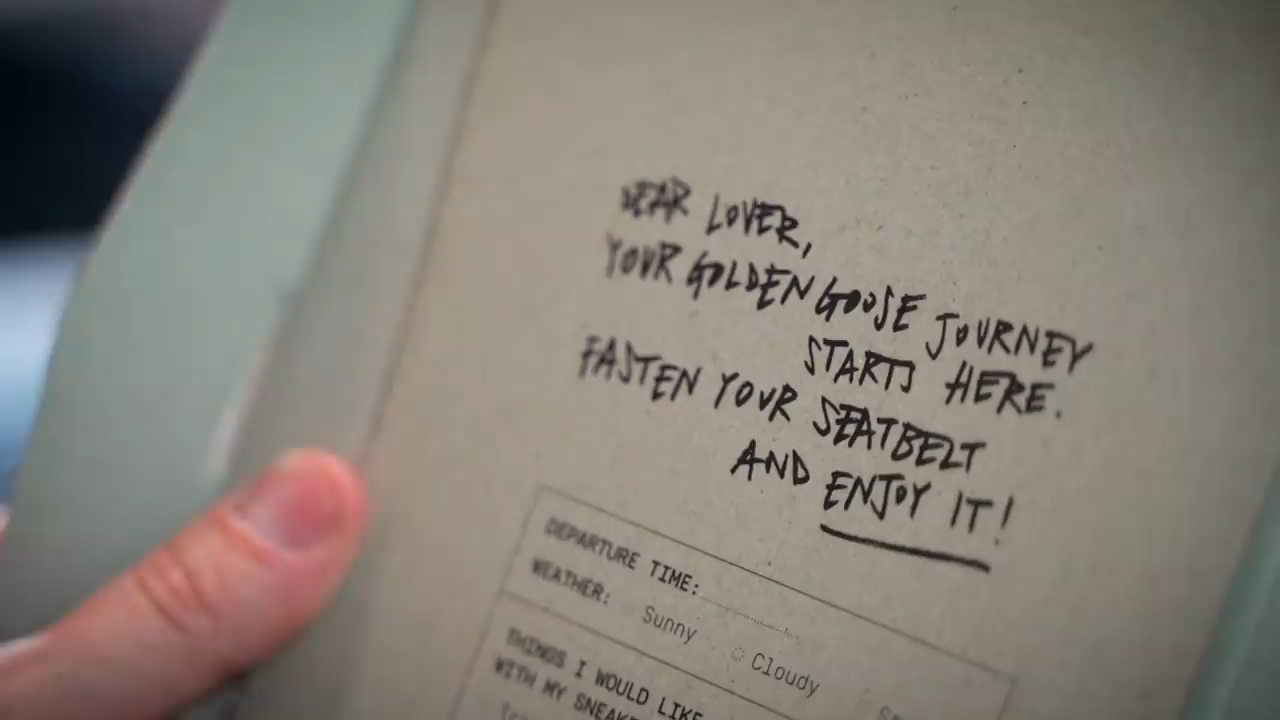 DEAR LOVER,
YOUR GOLDEN GOOSE JOURNEY
STARTS HERE.
FASTEN YOUR SEATBELT
AND ENJOY IT!
DEPARTURE TIME:
WEATHER: Sunny Cloudy
THINGS I WOULD LIKE
WITH MY